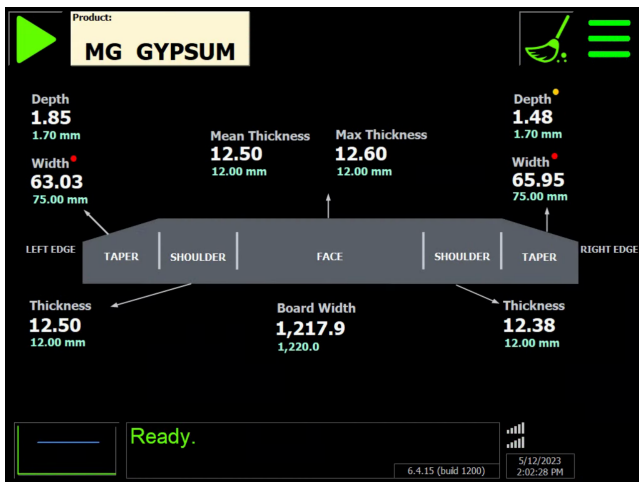 Product:
MG GYPSUM
Depth
1.85
1.70 mm
Width
63.03
75.00 mm
Mean Thickness
12.50
12.00 mm
Max Thickness
12.60
12.00 mm
Depth
1.48
1.70 mm
Width
65.95
75.00 mm
LEFT EDGE
TAPER
SHOULDER
FACE
SHOULDER
TAPER
RIGHT EDGE
Thickness
12.50
12.00 mm
Board Width
1,217.9
1,220.0
Thickness
12.38
12.00 mm
Ready.
6.4.15 (build 1200)
5/12/2023
2:02:28 PM